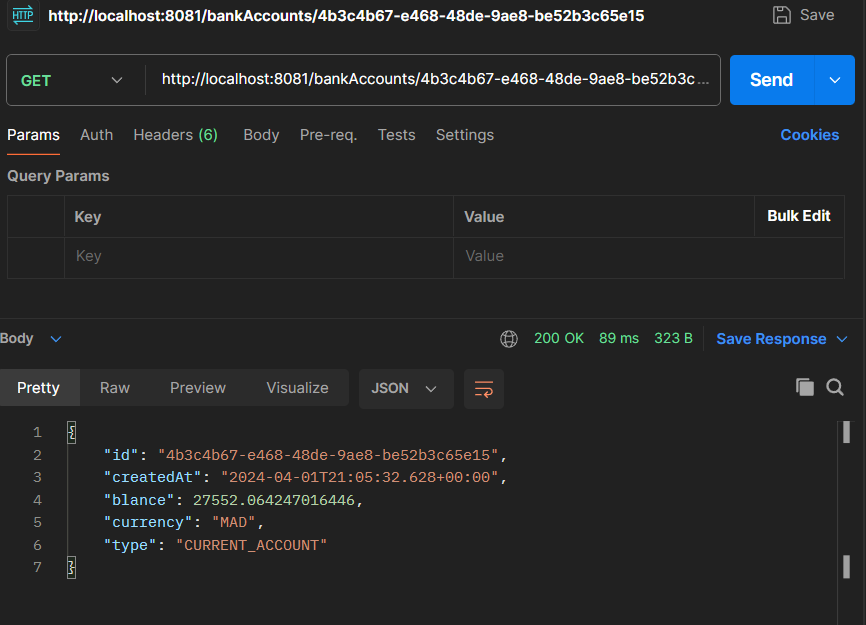 HTTP http://localhost:8081/bankAccounts/4b3c4b67-e468-48de-9ae8-be52b3c65e15 Save
GET http://localhost:8081/bankAccounts/4b3c4b67-e468-48de-9ae8-be52b3c... Send
Params Auth Headers (6) Body Pre-req. Tests Settings Cookies
Query Params
Key Value Bulk Edit
Key Value
Body 200 OK 89 ms 323 B Save Response
Pretty Raw Preview Visualize JSON
1 {
2 "id": "4b3c4b67-e468-48de-9ae8-be52b3c65e15",
3 "createdAt": "2024-04-01T21:05:32.628+00:00",
4 "blance": 27552.064247016446,
5 "currency": "MAD",
6 "type": "CURRENT_ACCOUNT"
7 }